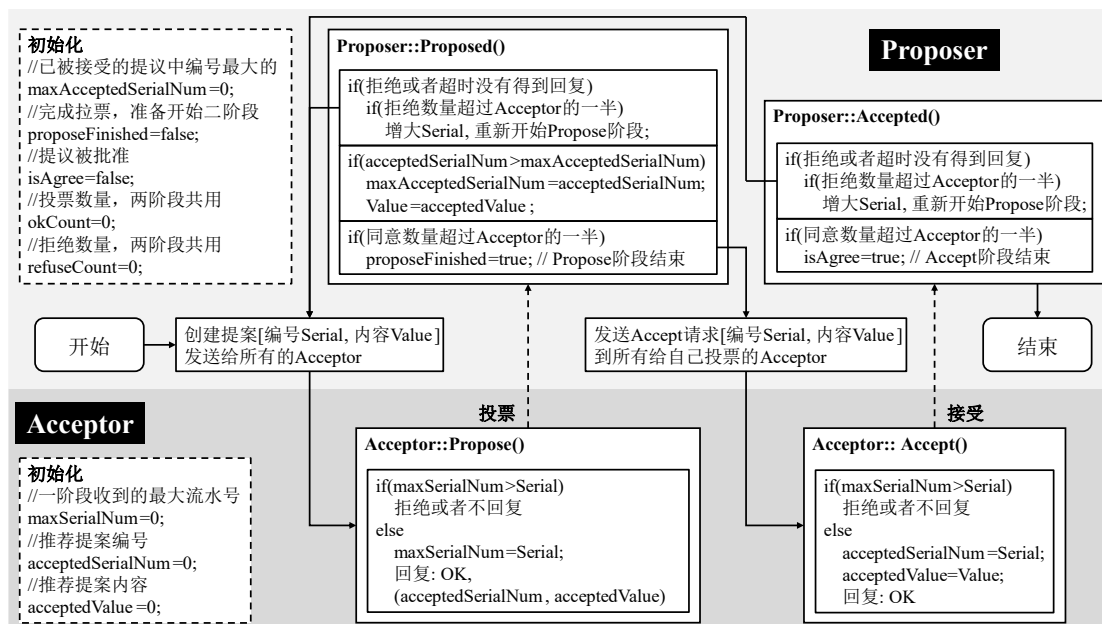 Proposer
初始化
//已被接受的提议中编号最大的
maxAcceptedSerialNum=0;
//完成拉票，准备开始二阶段
proposeFinished=false;
//提议被批准
isAgree=false;
//投票数量，两阶段共用
okCount=0;
//拒绝数量，两阶段共用
refuseCount=0;
Proposer::Proposed()
if(拒绝或者超时没有得到回复)
if(拒绝数量超过Acceptor的一半)
增大Serial, 重新开始Propose阶段;
if(acceptedSerialNum>maxAcceptedSerialNum)
maxAcceptedSerialNum=acceptedSerialNum;
Value=acceptedValue;
if(同意数量超过Acceptor的一半)
proposeFinished=true; // Propose阶段结束
Proposer::Accepted()
if(拒绝或者超时没有得到回复)
if(拒绝数量超过Acceptor的一半)
增大Serial, 重新开始Propose阶段;
if(同意数量超过Acceptor的一半)
isAgree=true; // Accept阶段结束
开始
创建提案[编号Serial, 内容Value]
发送给所有的Acceptor
发送Accept请求[编号Serial, 内容Value]
到所有给自己投票的Acceptor
结束
Acceptor
投票
接受
初始化
//一阶段收到的最大流水号
maxSerialNum=0;
//推荐提案编号
acceptedSerialNum=0;
//推荐提案内容
acceptedValue=0;
Acceptor::Propose()
if(maxSerialNum>Serial)
拒绝或者不回复
else
maxSerialNum=Serial;
回复: OK,
(acceptedSerialNum, acceptedValue)
Acceptor:: Accept()
if(maxSerialNum>Serial)
拒绝或者不回复
else
acceptedSerialNum=Serial;
acceptedValue=Value;
回复: OK